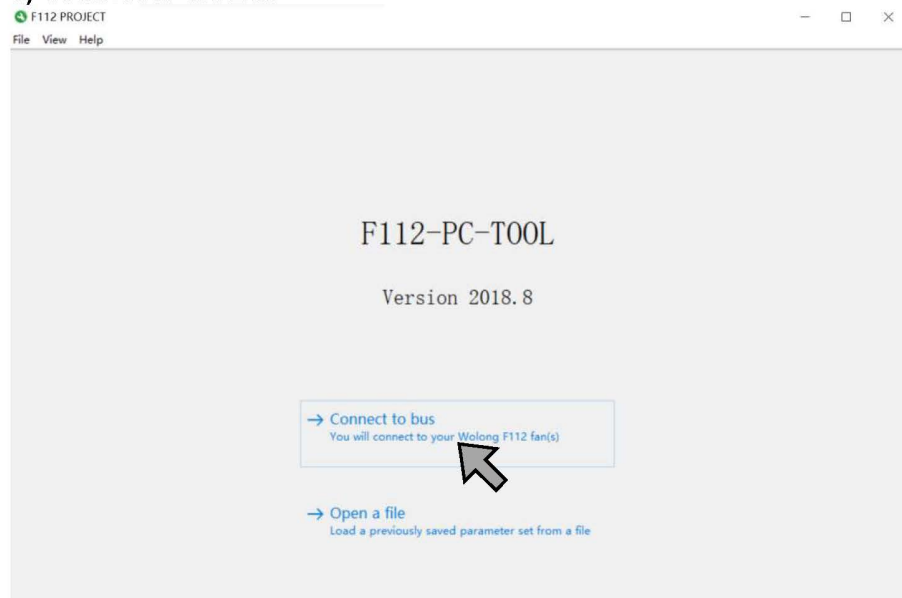 F112 PROJECT
File View Help
F112-PC-TOOL
Version 2018.8
→ Connect to bus
You will connect to your Wolong F112 fan(s)
→ Open a file
Load a previously saved parameter set from a file